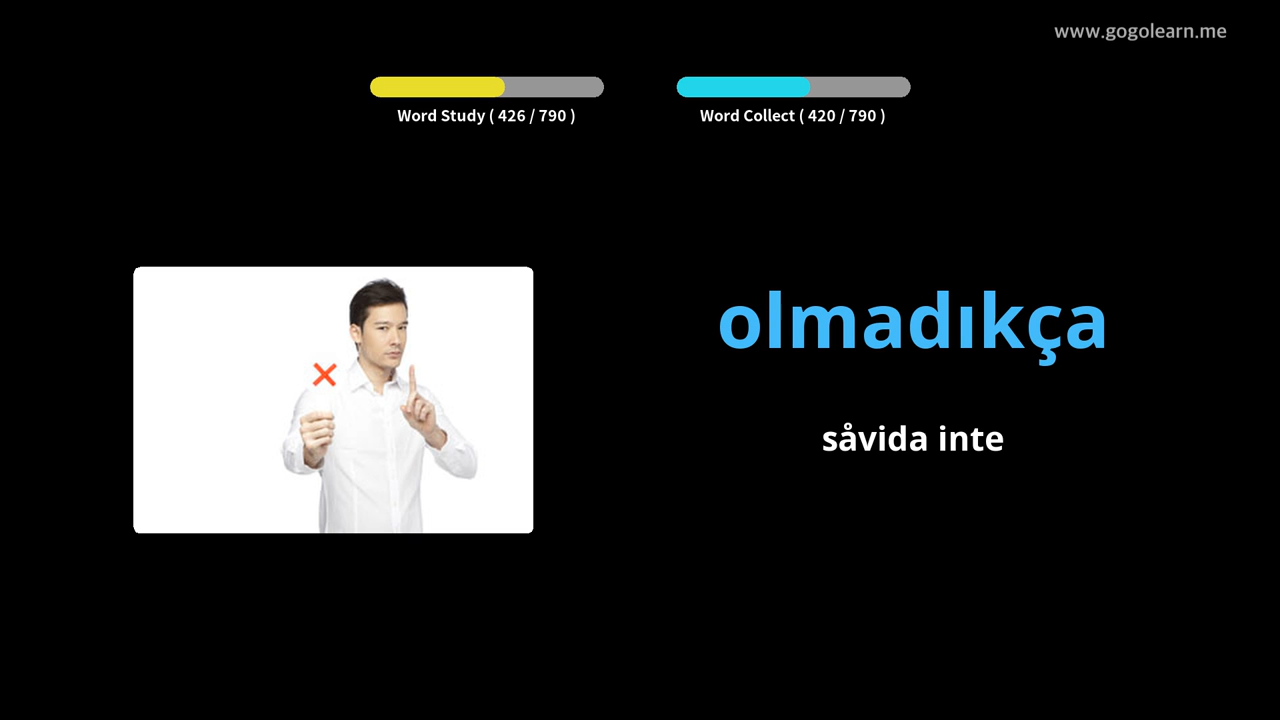 www.gogolearn.me
Word Study ( 426 / 790 )
Word Collect ( 420 / 790 )
olmadıkça
såvida inte